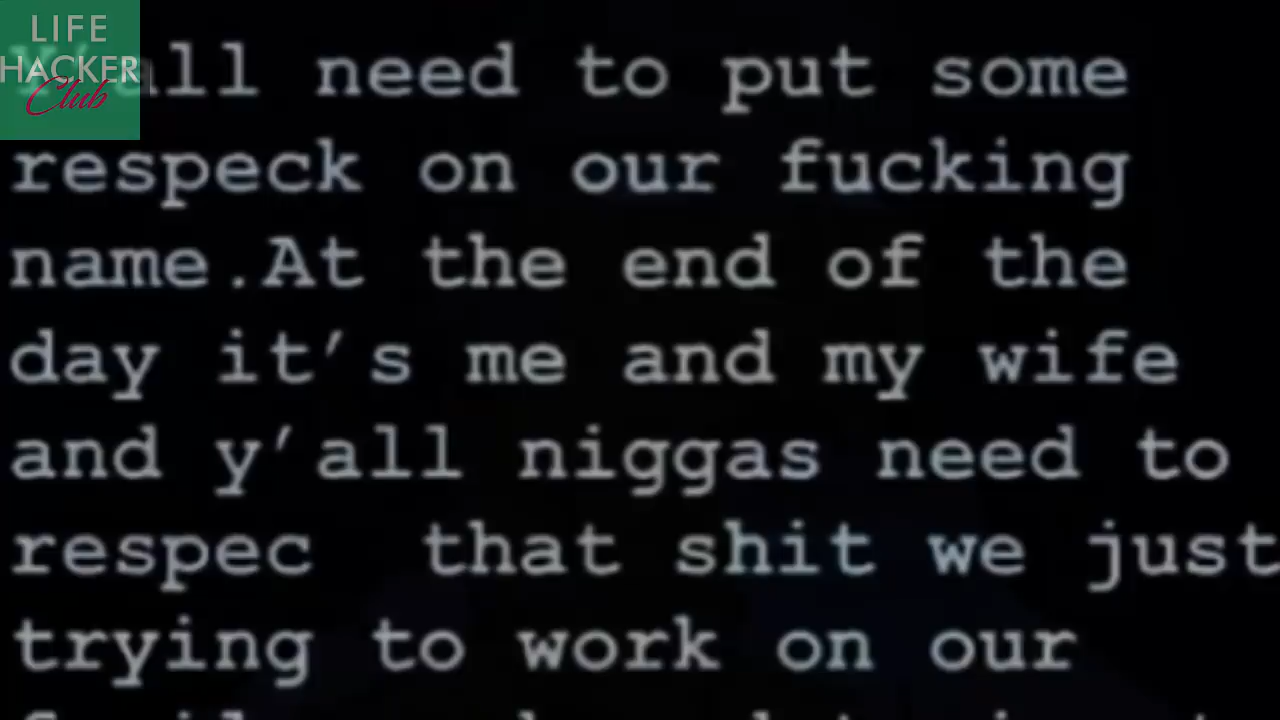 LIFE
HACKER
Club
Y'all need to put some
respeck on our fucking
name.At the end of the
day it's me and my wife
and y'all niggas need to
respec that shit we just
trying to work on our